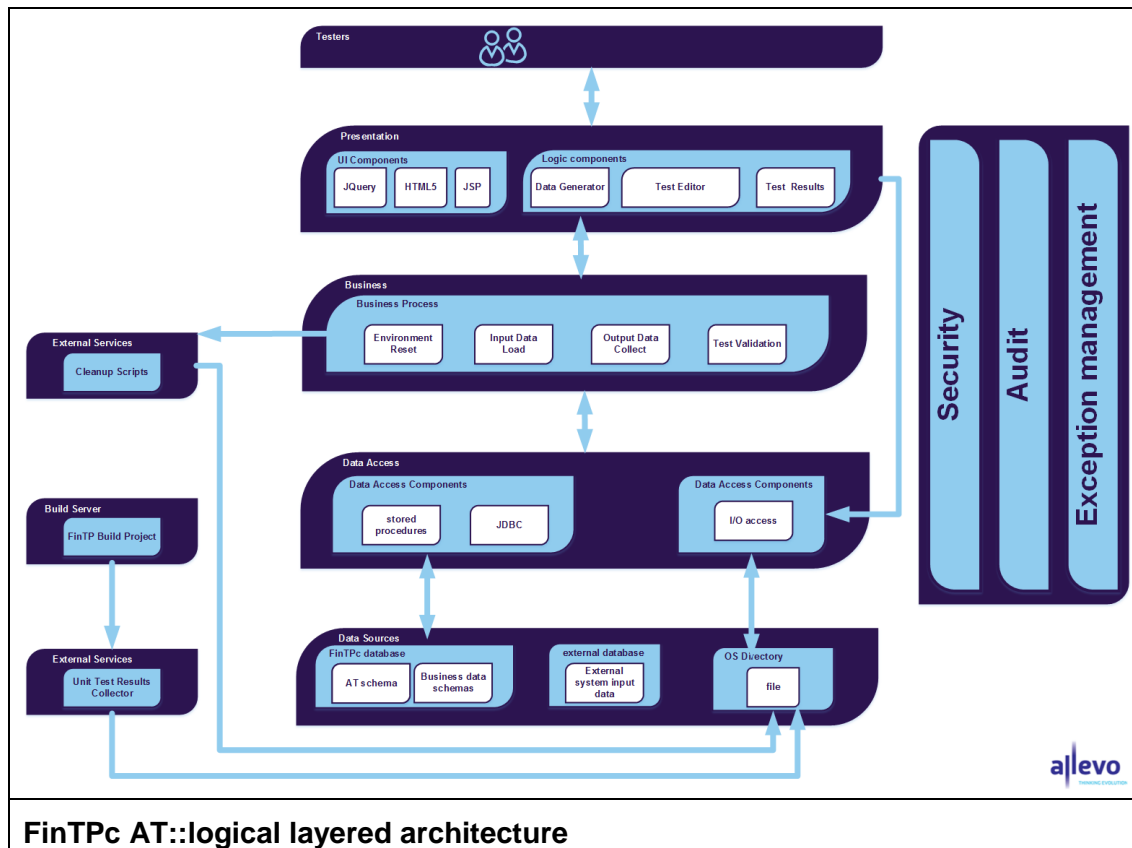 Testers
Presentation
UI Components
JQuery
HTML5
JSP
Logic components
Data Generator
Test Editor
Test Results
Business
Business Process
Environment
Reset
Input Data
Load
Output Data
Collect
Test Validation
External Services
Cleanup Scripts
Data Access
Data Access Components
stored
procedures
JDBC
Data Access Components
I/O access
Build Server
FinTP Build Project
External Services
Unit Test Results
Collector
Data Sources
FinTPc database
AT schema
Business data
schemas
external database
External
system input
data
OS Directory
file
Security
Audit
Exception management
allevo
THINKING EVOLUTION
FinTPc AT::logical layered architecture